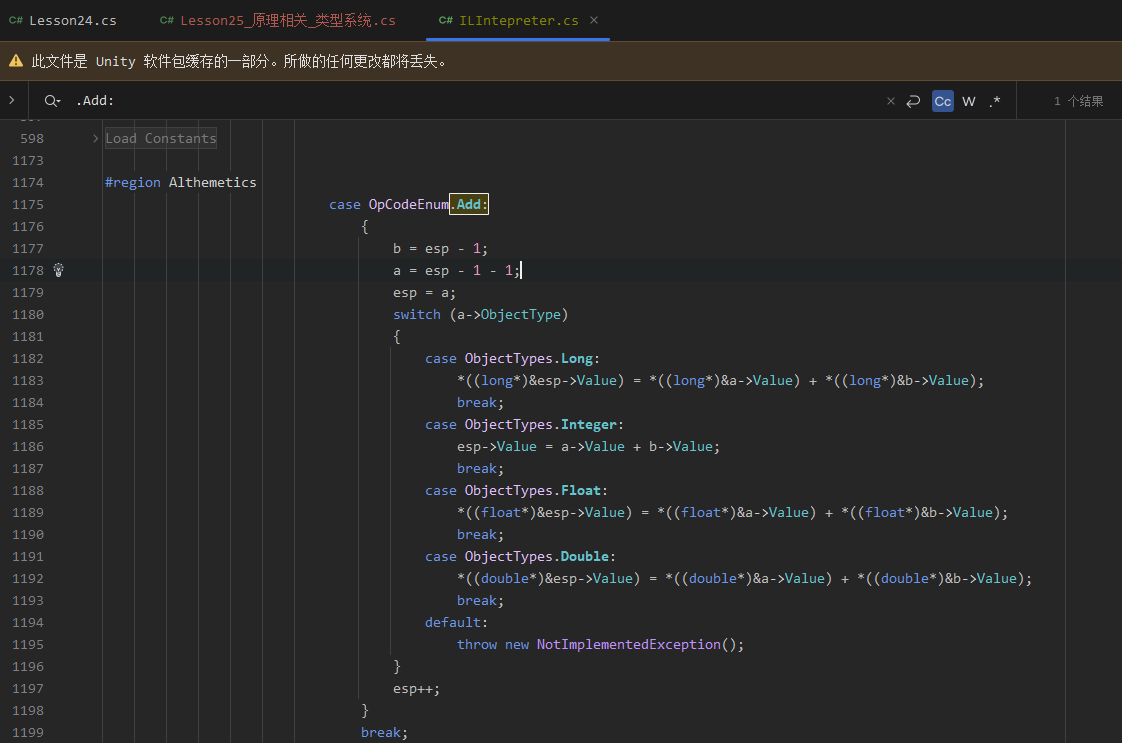 C# Lesson24.cs C# Lesson25_原理相关_类型系统.cs C# ILIntepreter.cs ×
此文件是 Unity 软件包缓存的一部分。所做的任何更改都将丢失。
.Add: × Cc W .* 1 个结果
598 Load Constants
1173
1174 #region Althemetics
1175 case OpCodeEnum.Add:
1176 {
1177 b = esp - 1;
1178 a = esp - 1 - 1;
1179 esp = a;
1180 switch (a->ObjectType)
1181 {
1182 case ObjectTypes.Long:
1183 *((long*)&esp->Value) = *((long*)&a->Value) + *((long*)&b->Value);
1184 break;
1185 case ObjectTypes.Integer:
1186 esp->Value = a->Value + b->Value;
1187 break;
1188 case ObjectTypes.Float:
1189 *((float*)&esp->Value) = *((float*)&a->Value) + *((float*)&b->Value);
1190 break;
1191 case ObjectTypes.Double:
1192 *((double*)&esp->Value) = *((double*)&a->Value) + *((double*)&b->Value);
1193 break;
1194 default:
1195 throw new NotImplementedException();
1196 }
1197 esp++;
1198 }
1199 break;